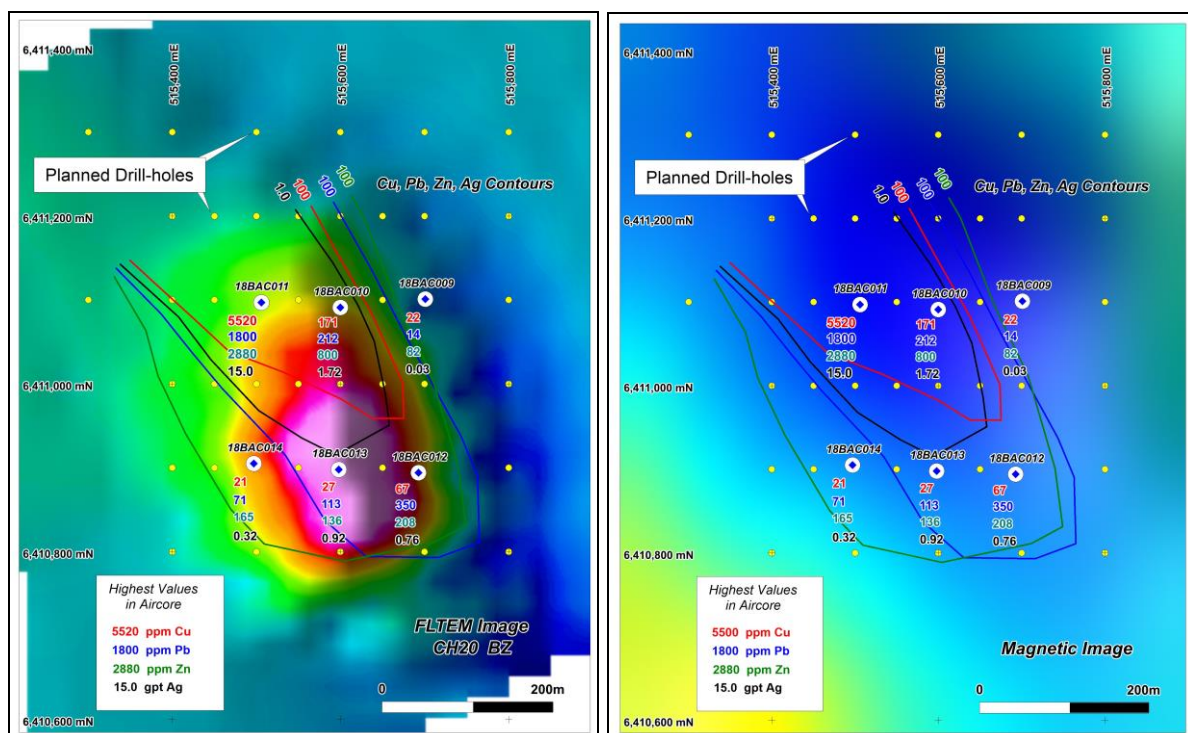 6,411,400 mN
515,400 mE
515,600 mE
515,800 mE
Planned Drill-holes
1.0
100
100
100
Cu, Pb, Zn, Ag Contours
6,411,200 mN
18BAC011
18BAC010
18BAC009
5520
1800
2880
15.0
171
212
800
1.72
22
14
82
0.03
6,411,000 mN
18BAC014
18BAC013
18BAC012
21
71
165
0.32
27
113
136
0.92
67
350
208
0.76
6,410,800 mN
Highest Values
in Aircore
5520 ppm Cu
1800 ppm Pb
2880 ppm Zn
15.0 gpt Ag
FLTEM Image
CH20 BZ
0
200m
6,410,600 mN
6,411,400 mN
515,400 mE
515,600 mE
515,800 mE
Planned Drill-holes
1.0
100
100
100
Cu, Pb, Zn, Ag Contours
6,411,200 mN
18BAC011
18BAC010
18BAC009
5520
1800
2880
15.0
171
212
800
1.72
22
14
82
0.03
6,411,000 mN
18BAC014
18BAC013
18BAC012
21
71
165
0.32
27
113
136
0.92
67
350
208
0.76
6,410,800 mN
Highest Values
in Aircore
5500 ppm Cu
1800 ppm Pb
2880 ppm Zn
15.0 gpt Ag
Magnetic Image
0
200m
6,410,600 mN